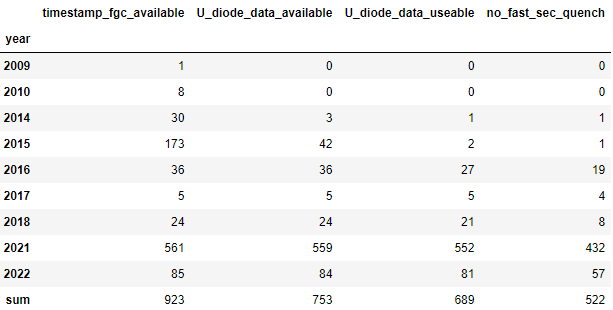 timestamp_fgc_available U_diode_data_available U_diode_data_useable no_fast_sec_quench
year
2009 1 0 0 0
2010 8 0 0 0
2014 30 3 1 1
2015 173 42 2 1
2016 36 36 27 19
2017 5 5 5 4
2018 24 24 21 8
2021 561 559 552 432
2022 85 84 81 57
sum 923 753 689 522